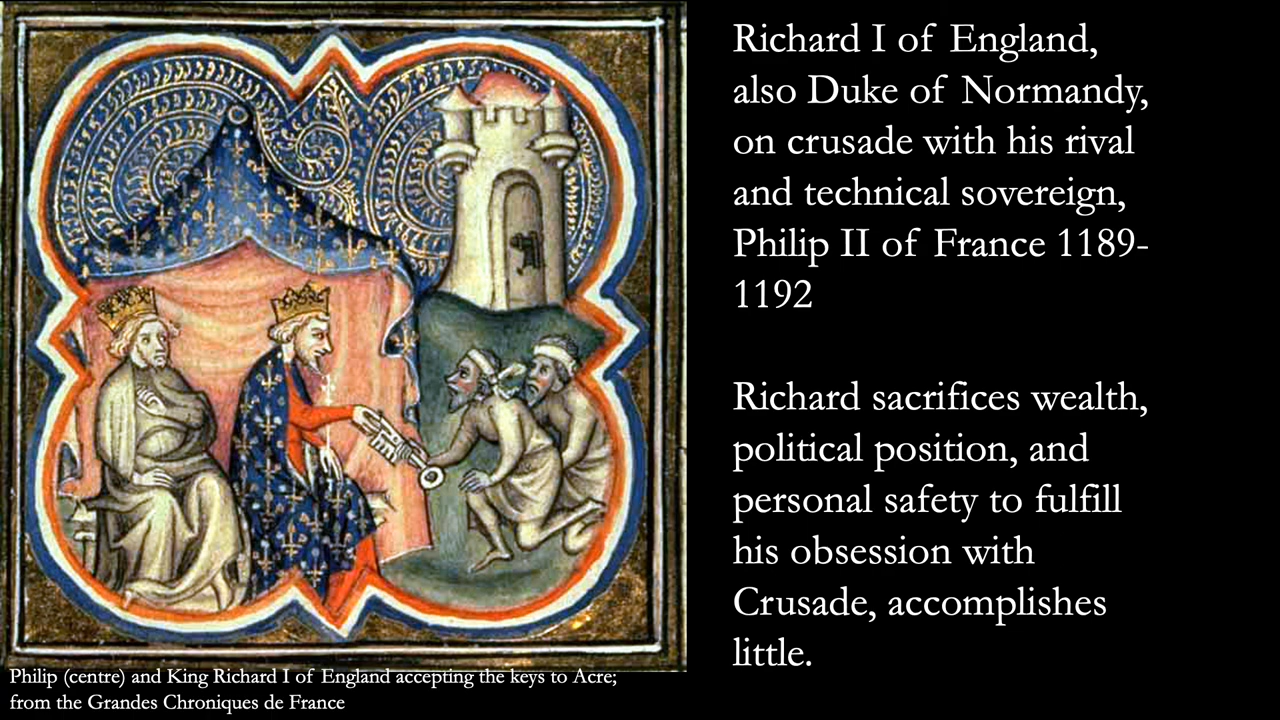 Richard I of England,
also Duke of Normandy,
on crusade with his rival
and technical sovereign,
Philip II of France 1189-
1192
Richard sacrifices wealth,
political position, and
personal safety to fulfill
his obsession with
Crusade, accomplishes
little.
Philip (centre) and King Richard I of England accepting the keys to Acre;
from the Grandes Chroniques de France